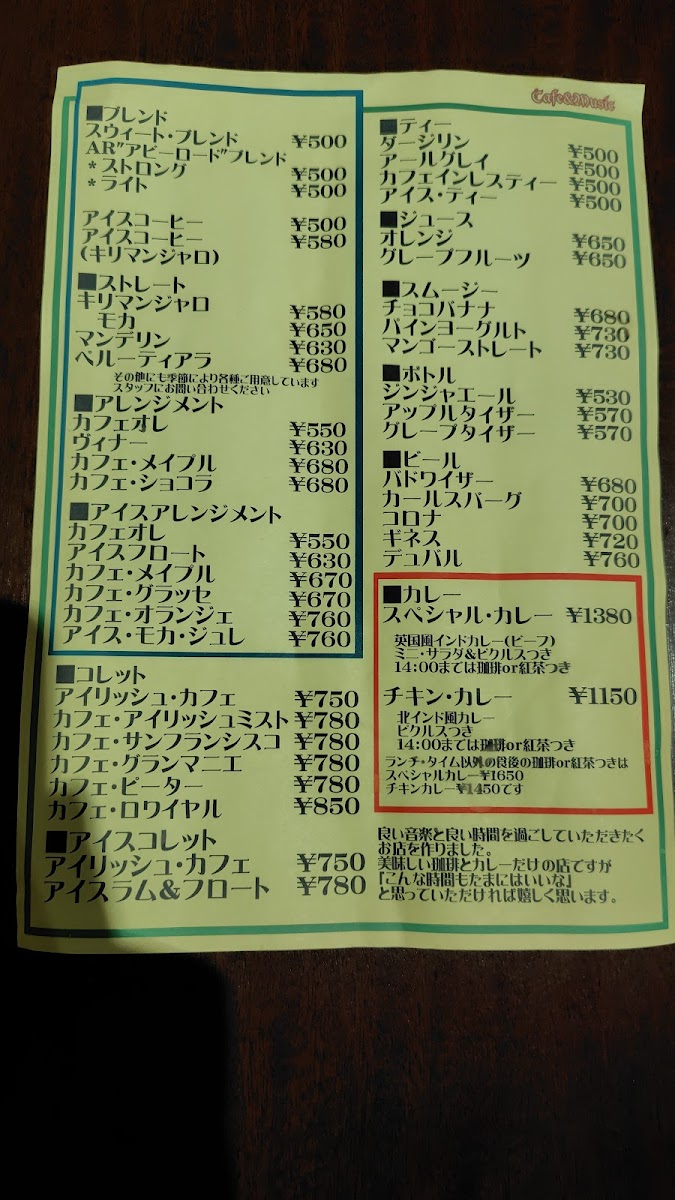 Cafe&Music
■ブレンド
スウィート・ブレンド ¥500
AR"アビーロード"ブレンド
*ストロング ¥500
*ライト ¥500
アイスコーヒー ¥500
アイスコーヒー ¥580
(キリマンジャロ)
■ストレート
キリマンジャロ ¥580
モカ ¥650
マンデリン ¥630
ベルーティアラ ¥680
その他にも季節により各種ご用意しています
スタッフにお問い合わせください
■アレンジメント
カフェオレ ¥550
ヴィナー ¥630
カフェ・メイプル ¥680
カフェ・ショコラ ¥680
■アイスアレンジメント
カフェオレ ¥550
アイスフロート ¥630
カフェ・メイプル ¥670
カフェ・グラッセ ¥670
カフェ・オランジェ ¥760
アイス・モカ・ジュレ ¥760
■コレット
アイリッシュ・カフェ ¥750
カフェ・アイリッシュミスト ¥780
カフェ・サンフランシスコ ¥780
カフェ・グランマニエ ¥780
カフェ・ピーター ¥780
カフェ・ロワイヤル ¥850
■アイスコレット
アイリッシュ・カフェ ¥750
アイスラム&フロート ¥780
■ティー
ダージリン ¥500
アールグレイ ¥500
カフェインレスティー ¥500
アイス・ティー ¥500
■ジュース
オレンジ ¥650
グレープフルーツ ¥650
■スムージー
チョコバナナ ¥680
パインヨーグルト ¥730
マンゴーストレート ¥730
■ボトル
ジンジャエール ¥530
アップルタイザー ¥570
グレープタイザー ¥570
■ビール
バドワイザー ¥680
カールスバーグ ¥700
コロナ ¥700
ギネス ¥720
デュバル ¥760
■カレー
スペシャル・カレー ¥1380
英国風インドカレー(ビーフ)
ミニ・サラダ&ピクルスつき
14:00までは珈琲or紅茶つき
チキン・カレー ¥1150
北インド風カレー
ピクルスつき
14:00までは珈琲or紅茶つき
ランチ・タイム以外の食後の珈琲or紅茶つきは
スペシャルカレー¥1650
チキンカレー¥1450です
良い音楽と良い時間を過ごしていただきたく
お店を作りました。
美味しい珈琲とカレーだけの店ですが
「こんな時間もたまにはいいな」
と思っていただければ嬉しく思います。